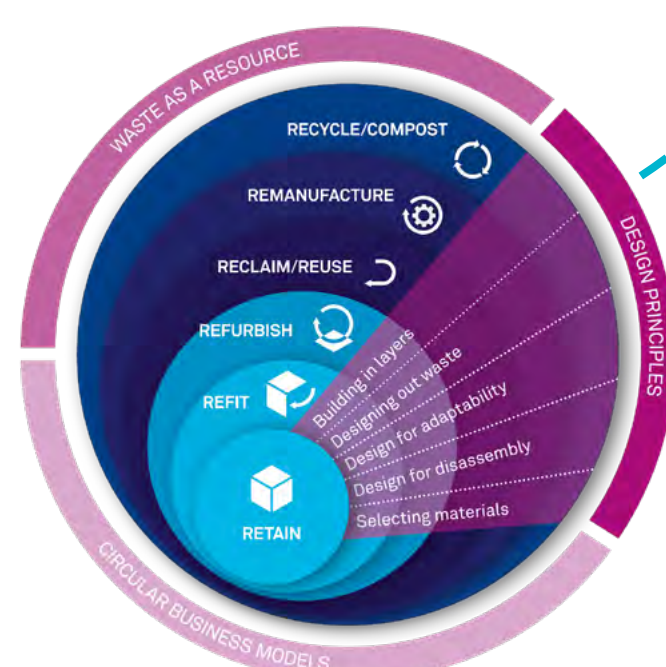 WASTE AS A RESOURCE
RECYCLE/COMPOST
REMANUFACTURE
RECLAIM/REUSE
REFURBISH
REFIT
RETAIN
Building in layers
Designing out waste
Design for adaptability
Design for disassembly
Selecting materials
DESIGN PRINCIPLES
CIRCULAR BUSINESS MODELS